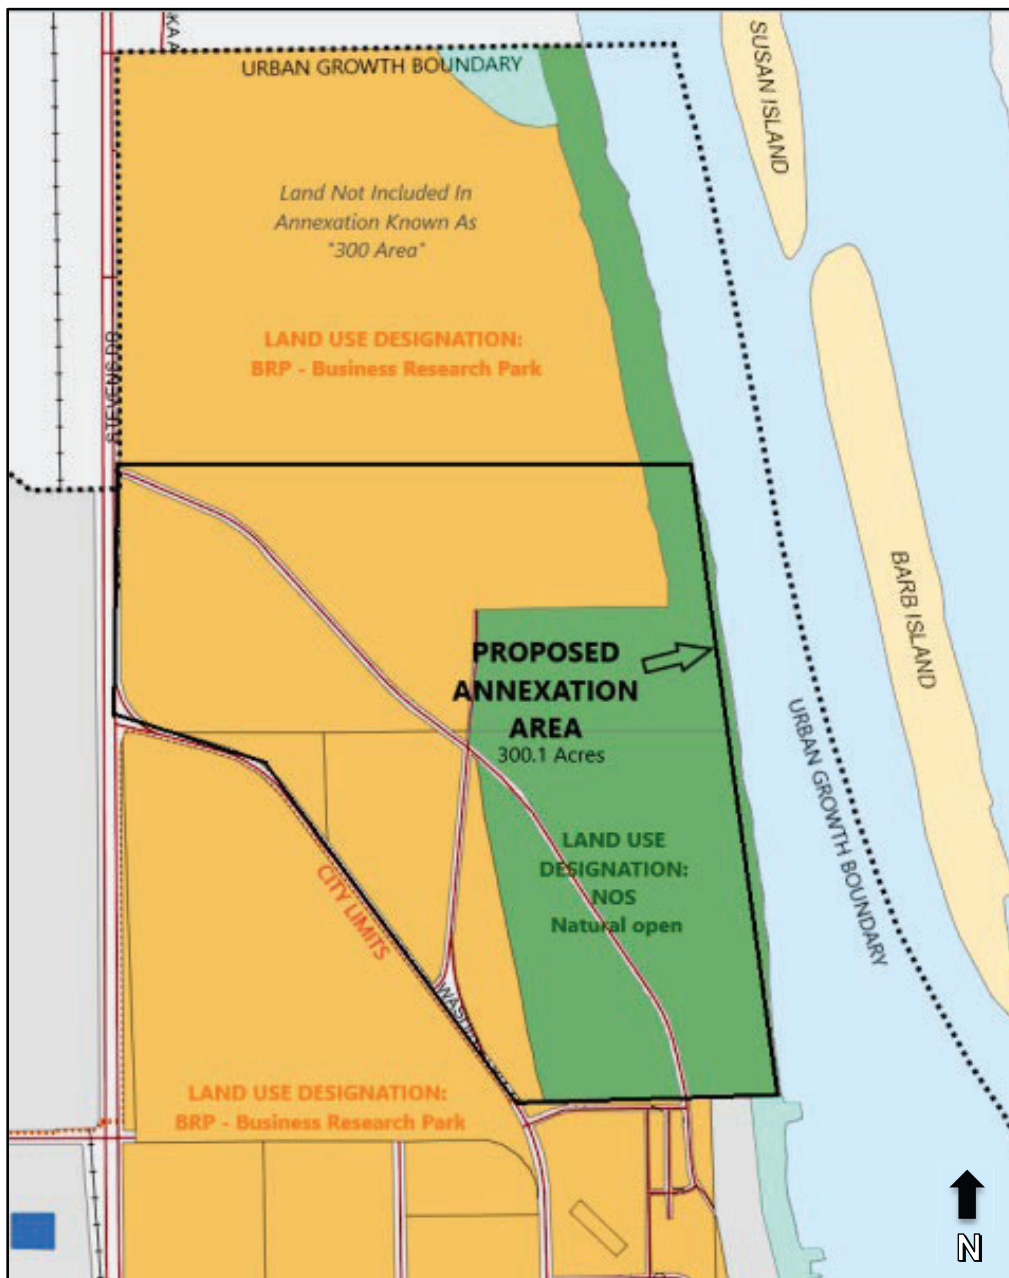 SUSAN ISLAND
URBAN GROWTH BOUNDARY
Land Not Included In
Annexation Known As
"300 Area"
LAND USE DESIGNATION:
BRP - Business Research Park
STEVENS DR
PROPOSED
ANNEXATION
AREA
300.1 Acres
BARB ISLAND
URBAN GROWTH BOUNDARY
LAND USE
DESIGNATION:
NOS
Natural open
CITY LIMITS
LAND USE DESIGNATION:
BRP - Business Research Park
N